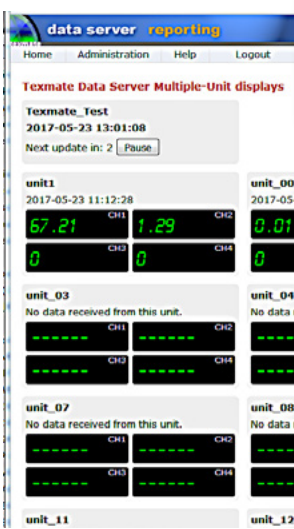 data server reporting
Home Administration Help Logout
Texmate Data Server Multiple-Unit displays
Texmate_Test
2017-05-23 13:01:08
Next update in: 2 Pause
unit1 unit_00
2017-05-23 11:12:28 2017-05
67.21 CH1 1.29 CH2 0.01
0 CH3 0 CH4 0
unit_03 unit_04
No data received from this unit. No data
------ CH1 ------ CH2 ----
------ CH3 ------ CH4 ----
unit_07 unit_08
No data received from this unit. No data
------ CH1 ------ CH2 ----
------ CH3 ------ CH4 ----
unit_11 unit_12